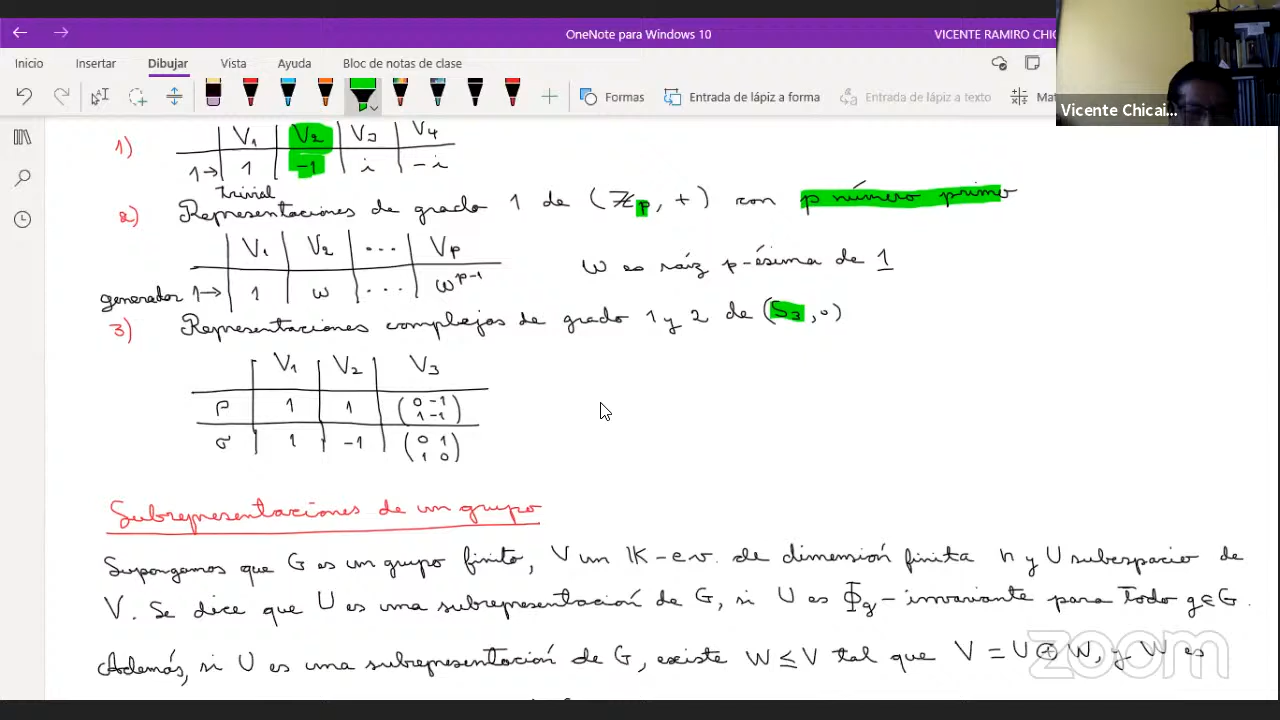 OneNote para Windows 10
VICENTE RAMIRO CHIC
Inicio Insertar Dibujar Vista Ayuda Bloc de notas de clase
Formas Entrada de lápiz a forma Entrada de lápiz a texto Mat
Vicente Chicai...
1) V1 V2 V3 V4
1→ 1 -1 i -i
trivial
2) Representaciones de grado 1 de (ℤp, +) con p número primo
V1 V2 ... Vp
generador 1→ 1 ω ... ω^p-1
ω es raíz p-ésima de 1
3) Representaciones complejas de grado 1 y 2 de (S3, ∘)
V1 V2 V3
ρ 1 1 (0 -1
1 -1)
σ 1 -1 (0 1
1 0)
Subrepresentaciones de un grupo
Supongamos que G es un grupo finito, V un 𝕂-e.v. de dimensión finita n y U subespacio de
V. Se dice que U es una subrepresentación de G, si U es Φg-invariante para todo g∈G.
Además, si U es una subrepresentación de G, existe W ≤ V tal que V = U ⊕ W, y W es
zoom